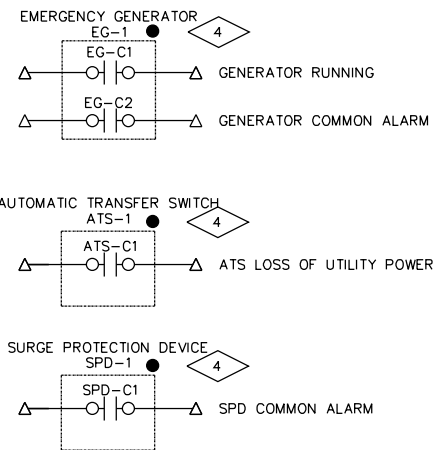 EMERGENCY GENERATOR
EG-1
4
EG-C1
GENERATOR RUNNING
EG-C2
GENERATOR COMMON ALARM
AUTOMATIC TRANSFER SWITCH
ATS-1
4
ATS-C1
ATS LOSS OF UTILITY POWER
SURGE PROTECTION DEVICE
SPD-1
4
SPD-C1
SPD COMMON ALARM